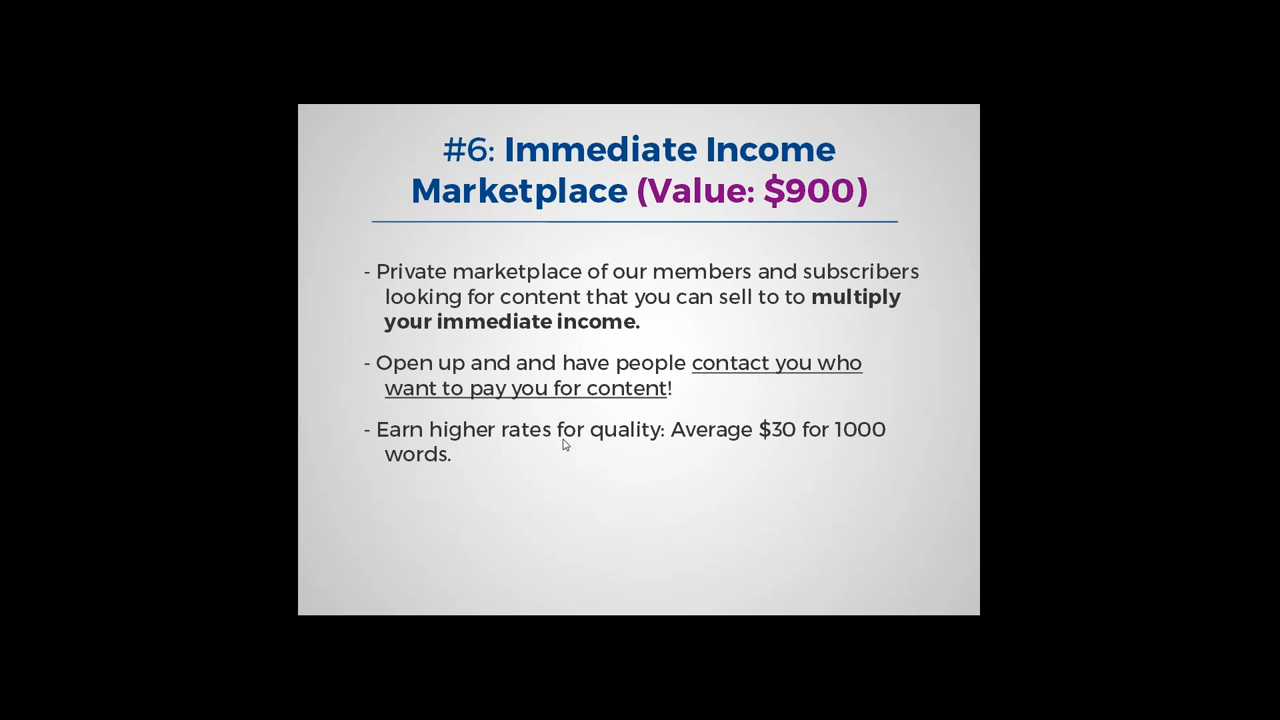 #6: Immediate Income
Marketplace (Value: $900)
- Private marketplace of our members and subscribers
looking for content that you can sell to to multiply
your immediate income.
- Open up and and have people contact you who
want to pay you for content!
- Earn higher rates for quality: Average $30 for 1000
words.